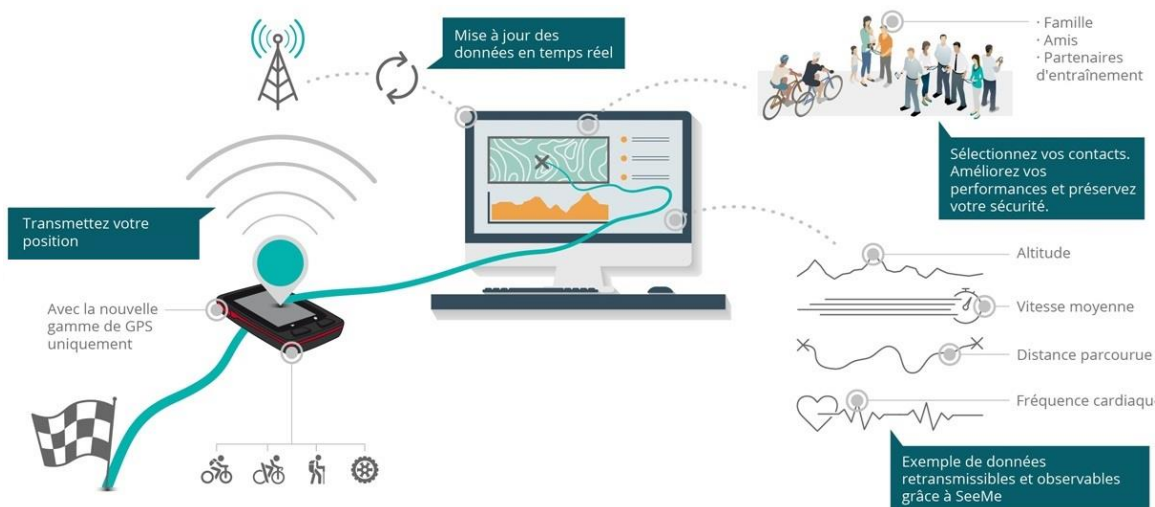 Mise à jour des
données en temps réel
· Famille
· Amis
· Partenaires
d'entraînement
Sélectionnez vos contacts.
Améliorez vos
performances et préservez
votre sécurité.
Transmettez votre
position
Avec la nouvelle
gamme de GPS
uniquement
Altitude
Vitesse moyenne
Distance parcourue
Fréquence cardiaqu
Exemple de données
retransmissibles et observables
grâce à SeeMe